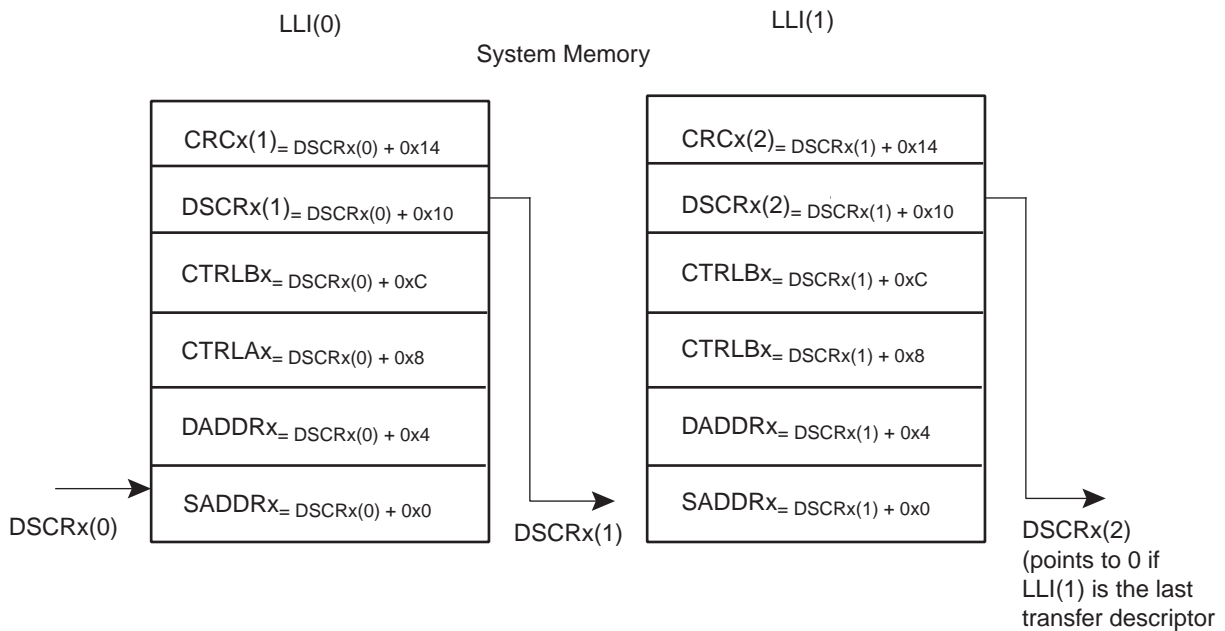 LLI(0)
LLI(1)
System Memory
CRCx(1)= DSCRx(0) + 0x14
DSCRx(1)= DSCRx(0) + 0x10
CTRLBx= DSCRx(0) + 0xC
CTRLAx= DSCRx(0) + 0x8
DADDRx= DSCRx(0) + 0x4
SADDRx= DSCRx(0) + 0x0
DSCRx(0)
DSCRx(1)
CRCx(2)= DSCRx(1) + 0x14
DSCRx(2)= DSCRx(1) + 0x10
CTRLBx= DSCRx(1) + 0xC
CTRLBx= DSCRx(1) + 0x8
DADDRx= DSCRx(1) + 0x4
SADDRx= DSCRx(1) + 0x0
DSCRx(2)
(points to 0 if
LLI(1) is the last
transfer descriptor